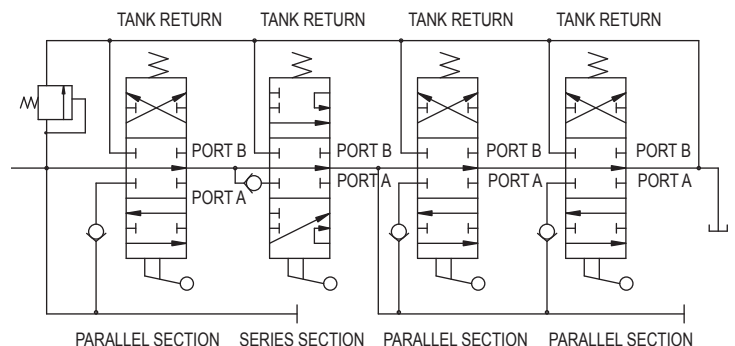 TANK RETURN TANK RETURN TANK RETURN TANK RETURN
PORT B PORT B PORT B PORT B
PORT A PORT A PORT A PORT A
PARALLEL SECTION SERIES SECTION PARALLEL SECTION PARALLEL SECTION